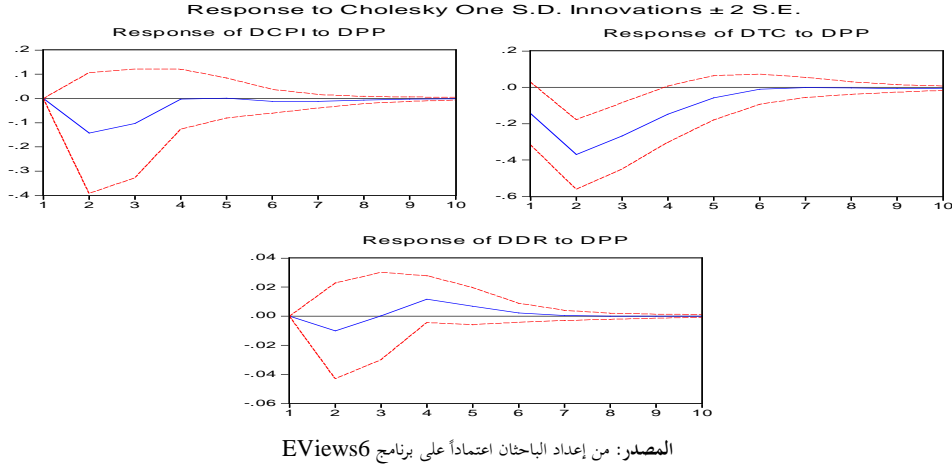 Response to Cholesky One S.D. Innovations ± 2 S.E.
Response of DCPI to DPP
.2
.1
.0
-.1
-.2
-.3
-.4
1 2 3 4 5 6 7 8 9 10
Response of DTC to DPP
.2
.0
-.2
-.4
-.6
1 2 3 4 5 6 7 8 9 10
Response of DDR to DPP
.04
.02
.00
-.02
-.04
-.06
1 2 3 4 5 6 7 8 9 10
المصدر: من إعداد الباحثان اعتماداً على برنامج EViews6